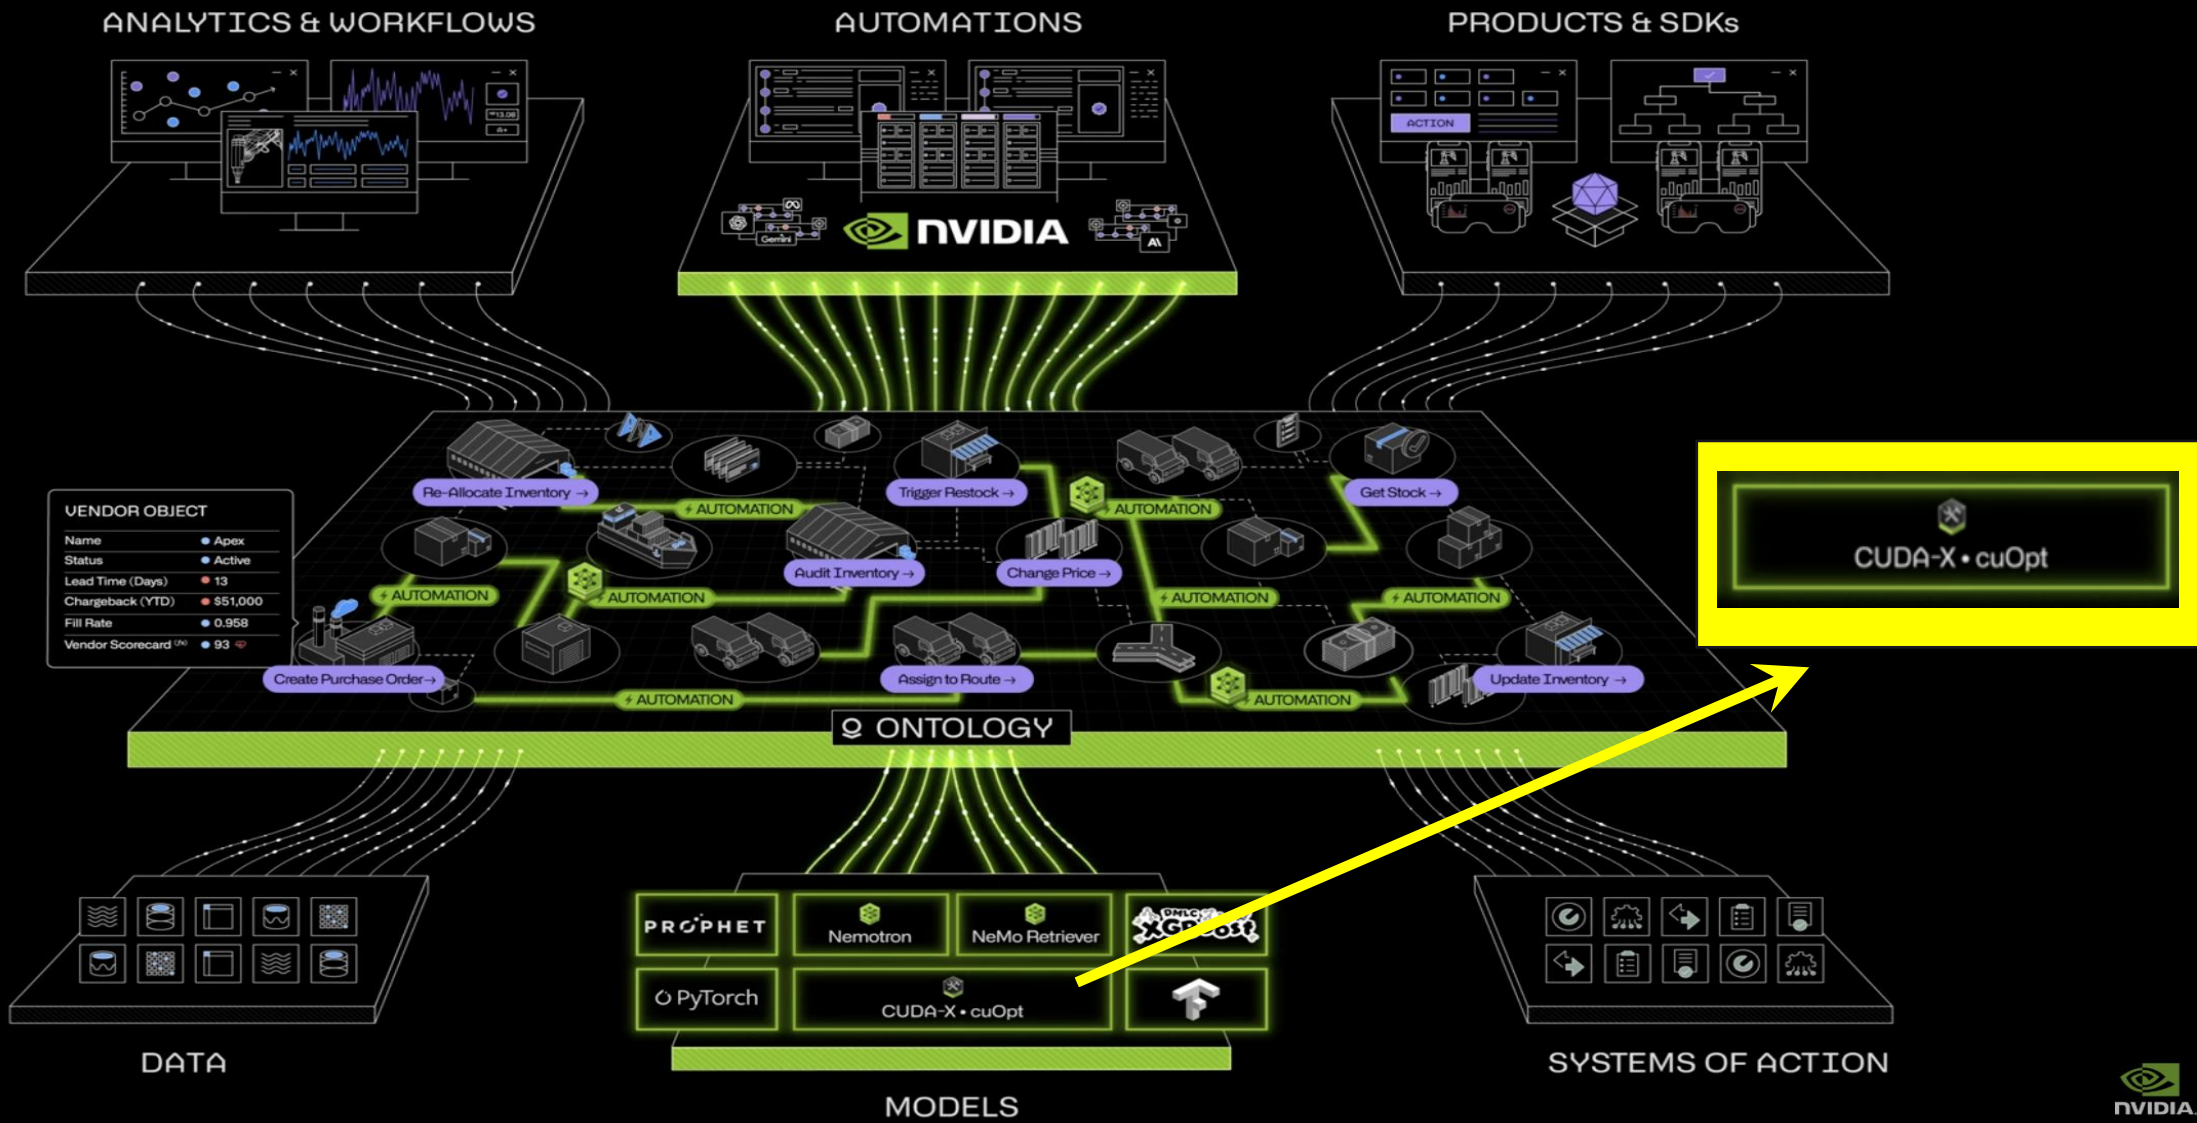 ANALYTICS & WORKFLOWS
AUTOMATIONS
PRODUCTS & SDKs
13.08
A+
ACTION
Gemini
NVIDIA
A\
Re-Allocate Inventory →
Trigger Restock →
Get Stock →
AUTOMATION
AUTOMATION
VENDOR OBJECT
Name Apex
Status Active
Lead Time (Days) 13
Chargeback (YTD) $51,000
Fill Rate 0.958
Vendor Scorecard 93
Audit Inventory →
Change Price →
AUTOMATION
AUTOMATION
AUTOMATION
AUTOMATION
Create Purchase Order→
Assign to Route →
Update Inventory →
AUTOMATION
AUTOMATION
ONTOLOGY
CUDA-X • cuOpt
PROPHET
Nemotron
NeMo Retriever
DMLC
XGBoost
PyTorch
CUDA-X • cuOpt
DATA
MODELS
SYSTEMS OF ACTION
NVIDIA.